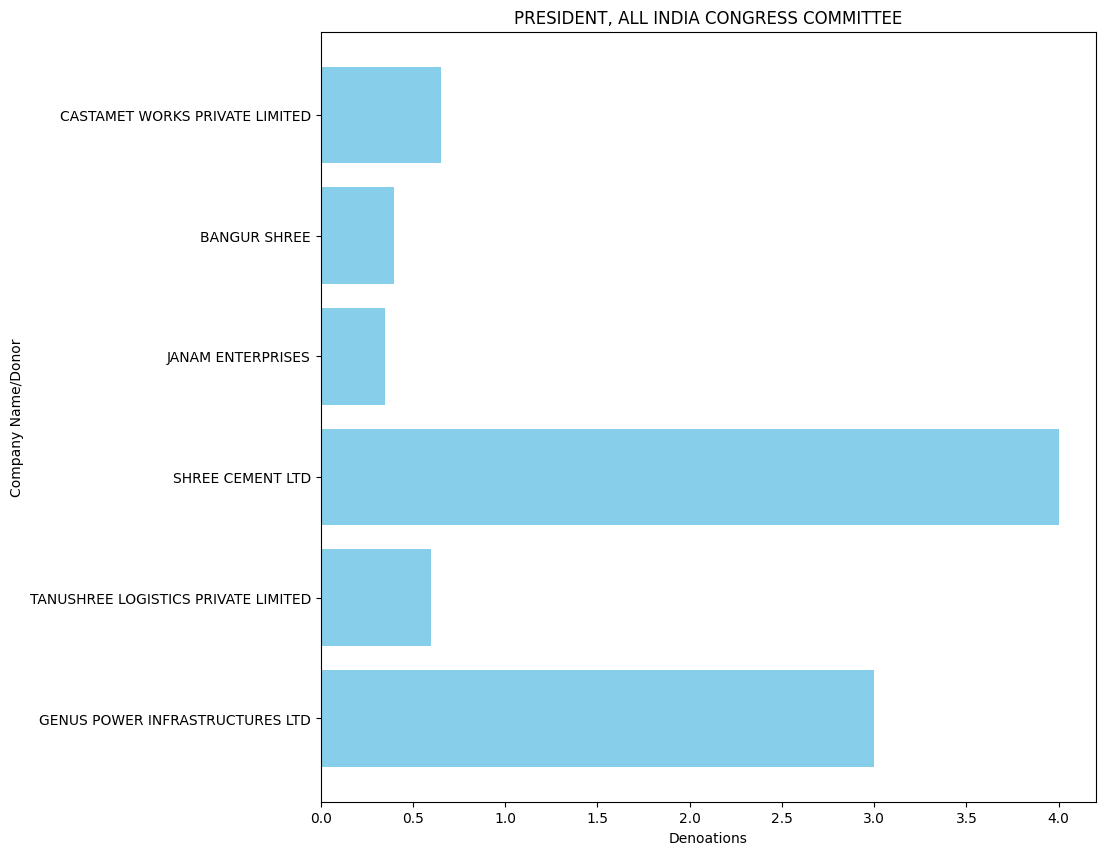 PRESIDENT, ALL INDIA CONGRESS COMMITTEE
CASTAMET WORKS PRIVATE LIMITED
BANGUR SHREE
JANAM ENTERPRISES
SHREE CEMENT LTD
TANUSHREE LOGISTICS PRIVATE LIMITED
GENUS POWER INFRASTRUCTURES LTD
Company Name/Donor
0.0 0.5 1.0 1.5 2.0 2.5 3.0 3.5 4.0
Denoations